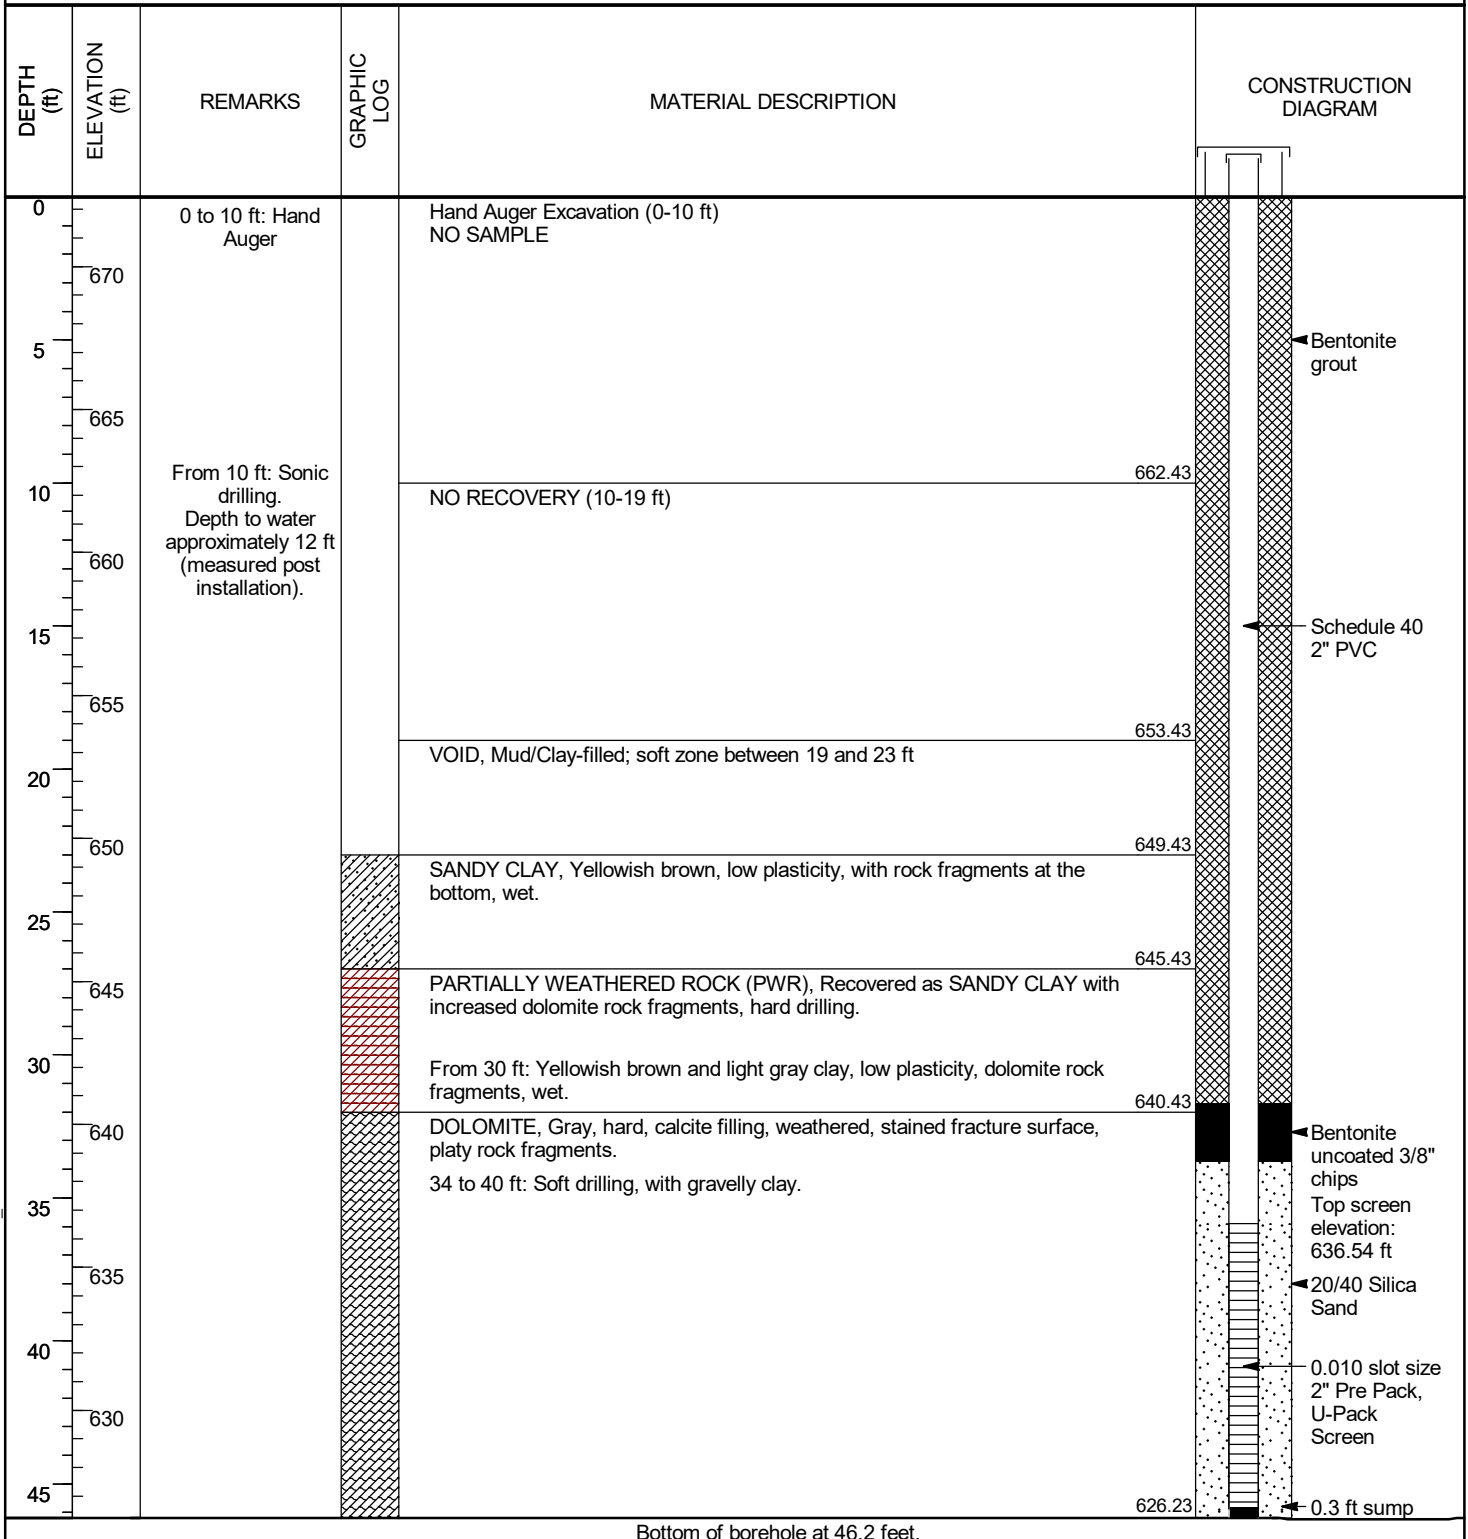 DEPTH
(ft)
ELEVATION
(ft)
REMARKS
GRAPHIC
LOG
MATERIAL DESCRIPTION
CONSTRUCTION
DIAGRAM
0
5
10
15
20
25
30
35
40
45
670
665
660
655
650
645
640
635
630
0 to 10 ft: Hand
Auger
From 10 ft: Sonic
drilling.
Depth to water
approximately 12 ft
(measured post
installation).
Hand Auger Excavation (0-10 ft)
NO SAMPLE
662.43
NO RECOVERY (10-19 ft)
653.43
VOID, Mud/Clay-filled; soft zone between 19 and 23 ft
649.43
SANDY CLAY, Yellowish brown, low plasticity, with rock fragments at the
bottom, wet.
645.43
PARTIALLY WEATHERED ROCK (PWR), Recovered as SANDY CLAY with
increased dolomite rock fragments, hard drilling.
From 30 ft: Yellowish brown and light gray clay, low plasticity, dolomite rock
fragments, wet.
640.43
DOLOMITE, Gray, hard, calcite filling, weathered, stained fracture surface,
platy rock fragments.
34 to 40 ft: Soft drilling, with gravelly clay.
626.23
Bentonite
grout
Schedule 40
2" PVC
Bentonite
uncoated 3/8"
chips
Top screen
elevation:
636.54 ft
20/40 Silica
Sand
0.010 slot size
2" Pre Pack,
U-Pack
Screen
0.3 ft sump
Bottom of borehole at 46.2 feet.